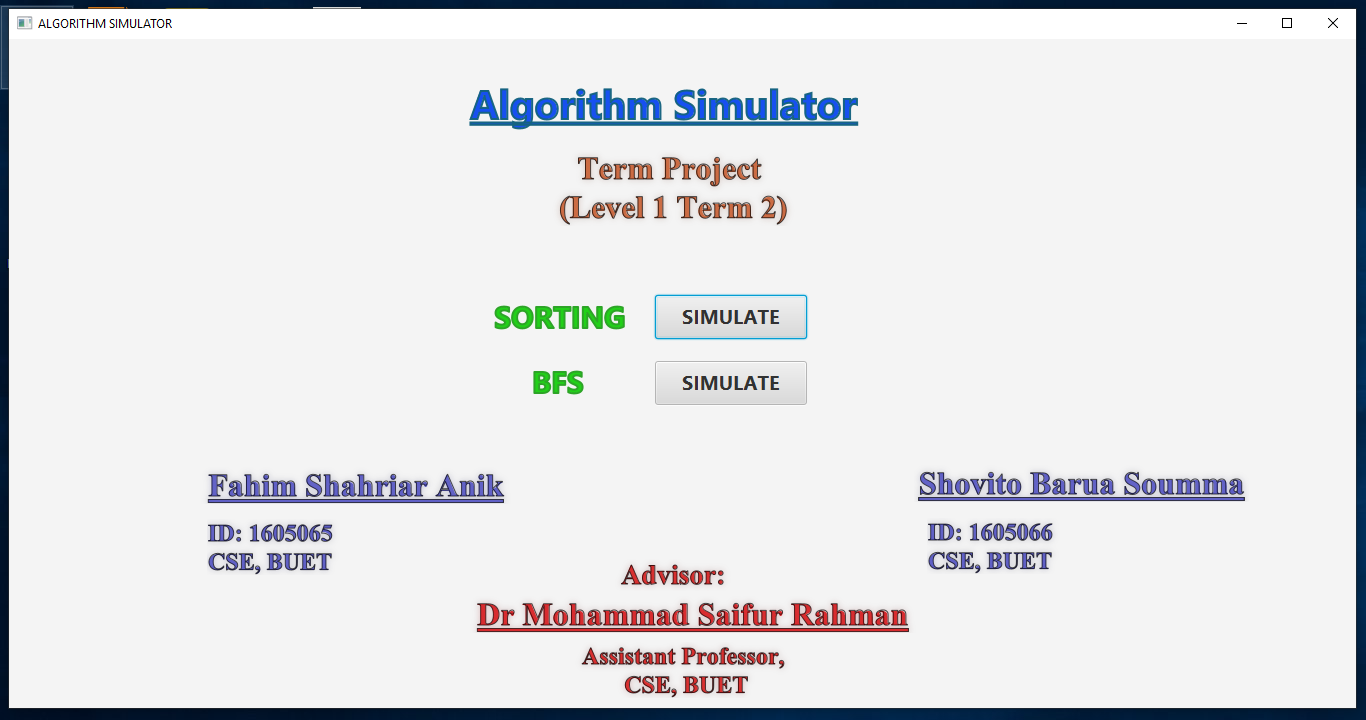 ALGORITHM SIMULATOR
Algorithm Simulator
Term Project
(Level 1 Term 2)
SORTING SIMULATE
BFS SIMULATE
Fahim Shahriar Anik
ID: 1605065
CSE, BUET
Shovito Barua Soumma
ID: 1605066
CSE, BUET
Advisor:
Dr Mohammad Saifur Rahman
Assistant Professor,
CSE, BUET